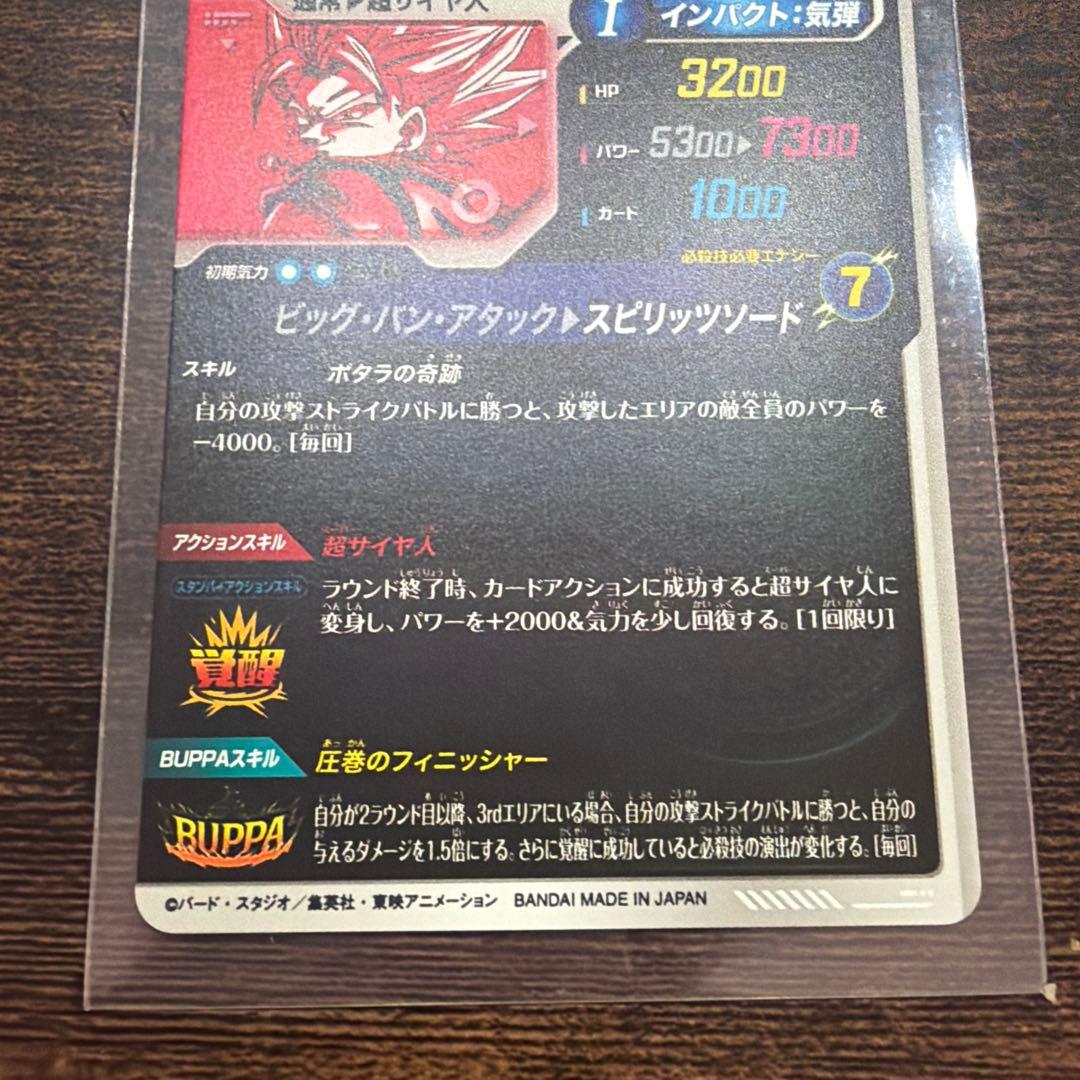 通常▶超サイヤ人
I インパクト:気弾
HP 3200
パワー 5300▶7300
カード 1000
初期気力
必殺技必要エナジー 7
ビッグ・バン・アタック▶スピリッツソード
スキル ポタラの奇跡
自分の攻撃ストライクバトルに勝つと、攻撃したエリアの敵全員のパワーを
-4000。[毎回]
アクションスキル 超サイヤ人
スタンバイアクションスキル
ラウンド終了時、カードアクションに成功すると超サイヤ人に
変身し、パワーを+2000&気力を少し回復する。[1回限り]
覚醒
BUPPAスキル 圧巻のフィニッシャー
BUPPA
自分が2ラウンド目以降、3rdエリアにいる場合、自分の攻撃ストライクバトルに勝つと、自分の
与えるダメージを1.5倍にする。さらに覚醒に成功していると必殺技の演出が変化する。[毎回]
©バード・スタジオ/集英社・東映アニメーション BANDAI MADE IN JAPAN